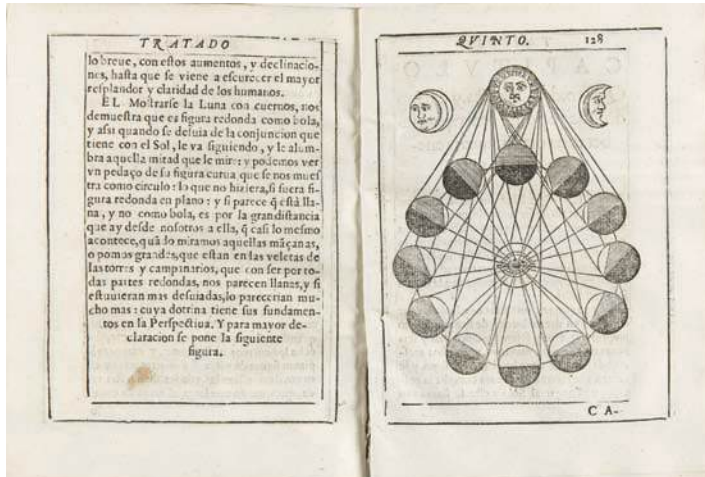 TRATADO
lo breue, con estos aumentos, y declinacio-
nes, hasta que se viene a escurecer el mayor
resplandor y claridad de los humanos.
EL Mostrarse la Luna con cuernos, nos
demuestra que es figura redonda como bola,
y assi quando se desuia de la conjuncion que
tiene con el Sol, le va siguiendo, y le alum-
bra aquella mitad que le mira: y podemos ver
vn pedaço de su figura curua que se nos mues
tra como circulo: lo que no hiziera, si fuera fi-
gura redonda en plano: y si parece q̃ està lla-
na, y no como bola, es por la gran distancia
que ay desde nosotros a ella, q̃ casi lo mesmo
acontece, quãdo miramos aquellas mãçanas,
o pomos grandes, que estan en las veletas de
las torres y campanarios, que con ser por to-
das partes redondas, nos parecen llanas, y si
estuuieran mas desuiadas, lo parecerian mu-
cho mas: cuya dotrina tiene sus fundamen-
tos en la Perspectiua. Y para mayor de-
claracion se pone la siguiente
figura.
QVINTO. 128
C A-